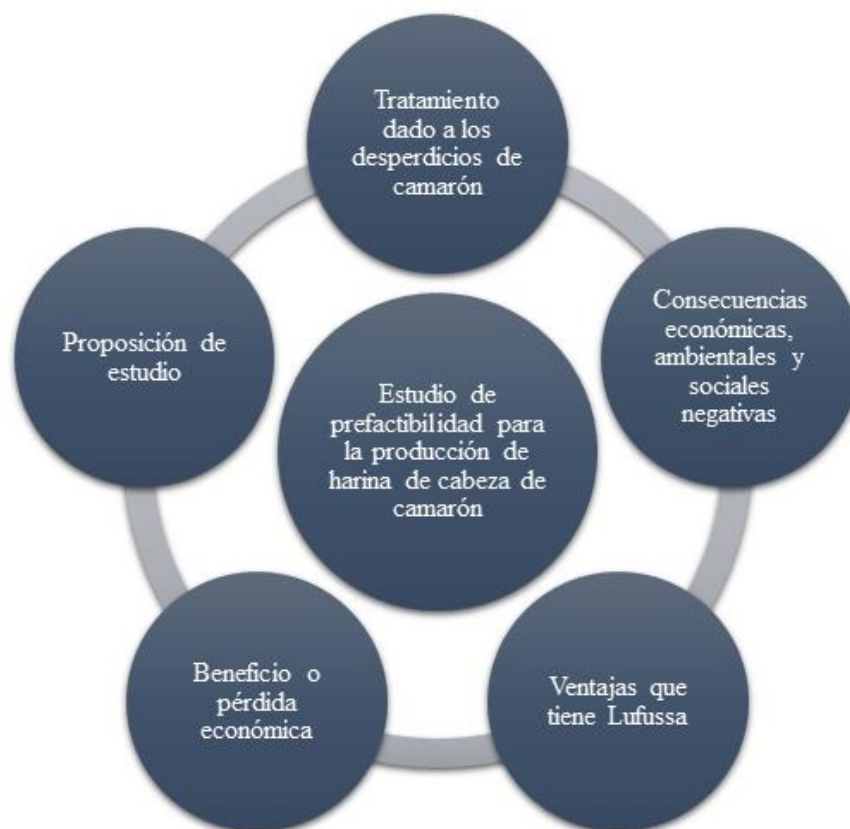 Tratamiento
dado a los
desperdicios de
camarón
Consecuencias
económicas,
ambientales y
sociales
negativas
Proposición de
estudio
Estudio de
prefactibilidad para
la producción de
harina de cabeza de
camarón
Beneficio o
pérdida
económica
Ventajas que
tiene Lufussa